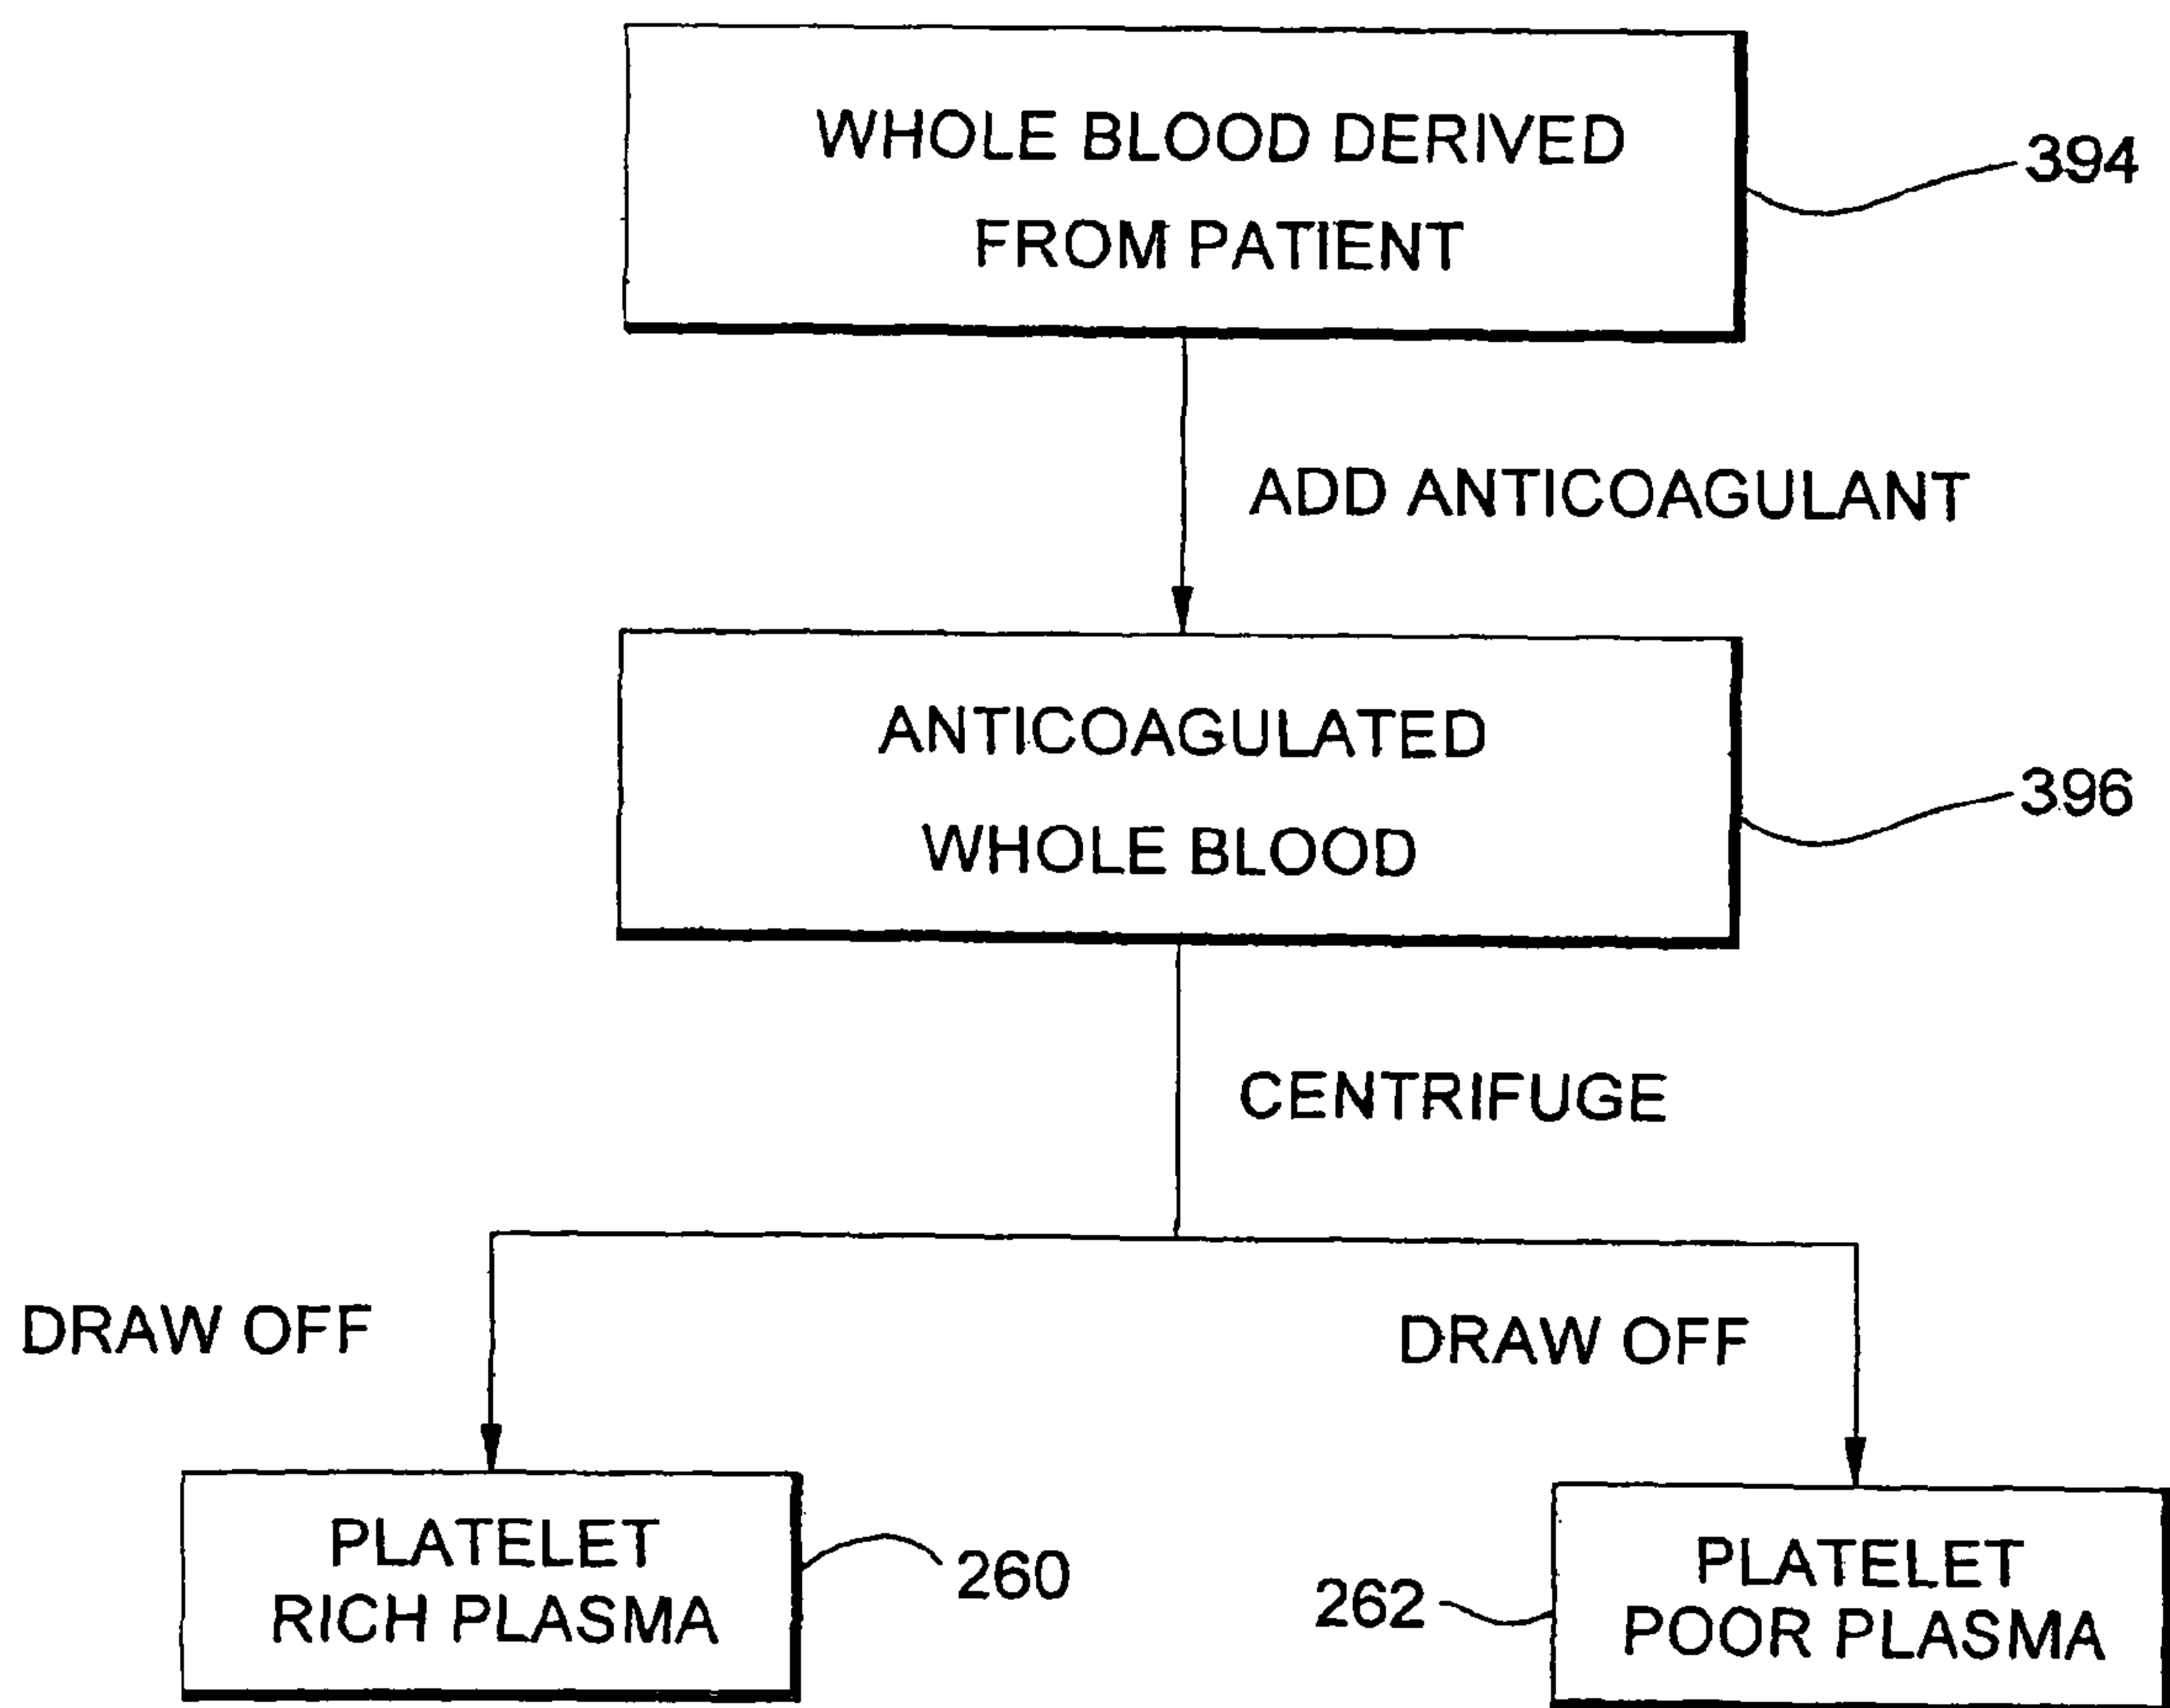 WHOLE BLOOD DERIVED
FROM PATIENT
394
ADD ANTICOAGULANT
ANTICOAGULATED
WHOLE BLOOD
396
CENTRIFUGE
DRAW OFF
DRAW OFF
PLATELET
RICH PLASMA
260
262
PLATELET
POOR PLASMA